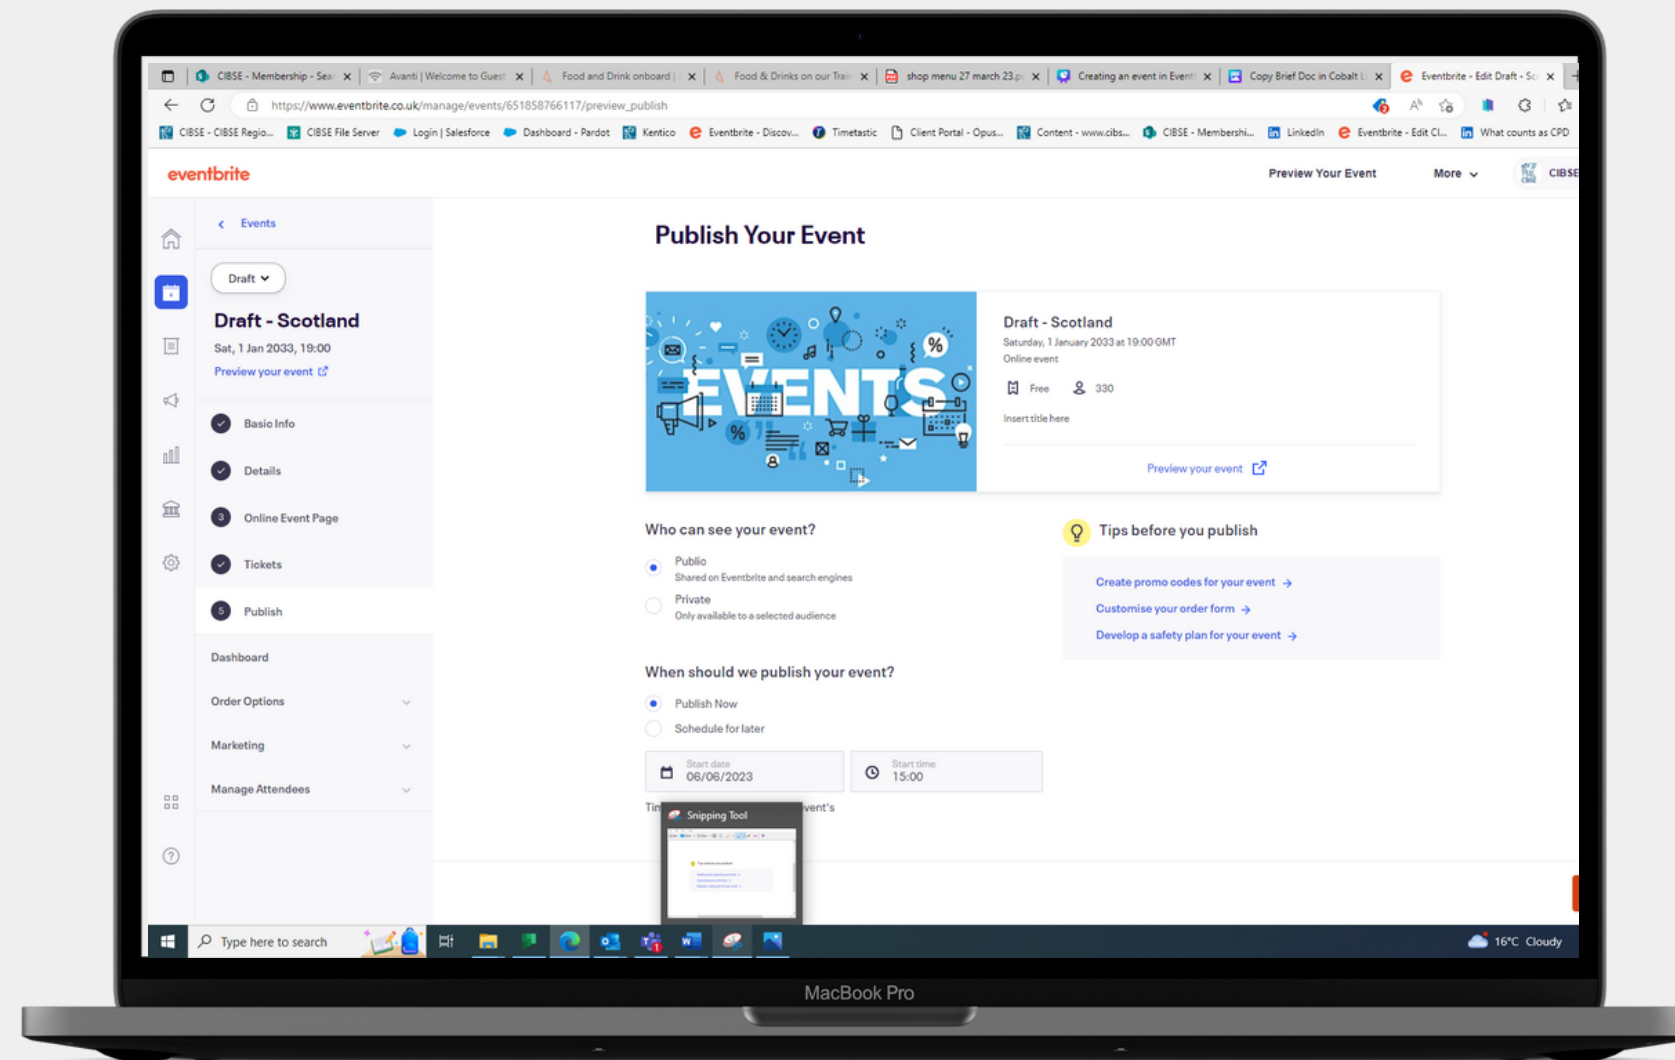 CIBSE - Membership - Sea
Avanti | Welcome to Guest
Food and Drink onboard |
Food & Drinks on our Train
shop menu 27 march 23.p
Creating an event in Eventi
Copy Brief Doc in Cobalt L
Eventbrite - Edit Draft - Sc
https://www.eventbrite.co.uk/manage/events/651858766117/preview_publish
CIBSE - CIBSE Regio...
CIBSE File Server
Login | Salesforce
Dashboard - Pardot
Kentico
Eventbrite - Discov...
Timetastic
Client Portal - Opus...
Content - www.cibs...
CIBSE - Membershi...
LinkedIn
Eventbrite - Edit Cl...
What counts as CPD
eventbrite
Preview Your Event
More
CIBSE
Events
Draft
Draft - Scotland
Sat, 1 Jan 2033, 19:00
Preview your event
Basic Info
Details
3 Online Event Page
Tickets
5 Publish
Dashboard
Order Options
Marketing
Manage Attendees
Publish Your Event
EVENTS
%
%
Draft - Scotland
Saturday, 1 January 2033 at 19:00 GMT
Online event
Free 330
Insert title here
Preview your event
Who can see your event?
Public
Shared on Eventbrite and search engines
Private
Only available to a selected audience
Tips before you publish
Create promo codes for your event →
Customise your order form →
Develop a safety plan for your event →
When should we publish your event?
Publish Now
Schedule for later
Start date
06/06/2023
Start time
15:00
Tim
vent's
Snipping Tool
Type here to search
16°C Cloudy
MacBook Pro